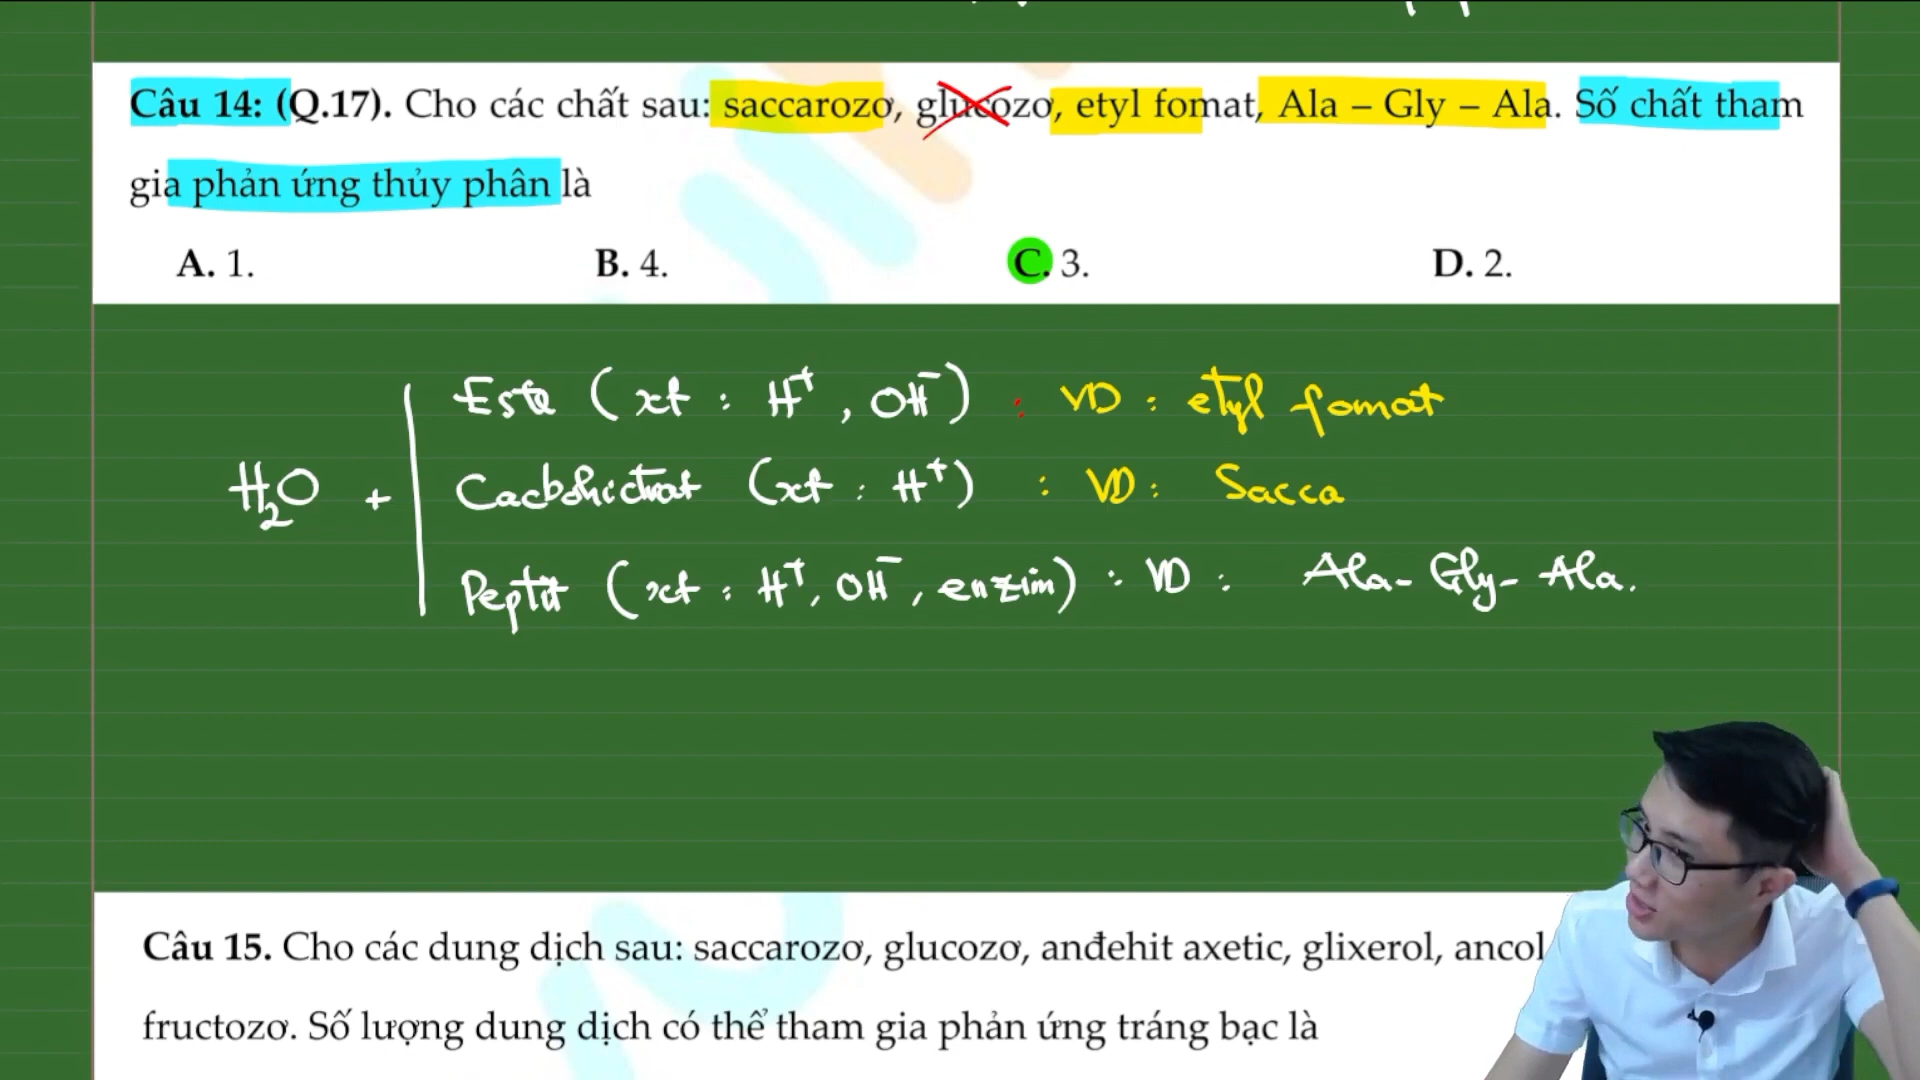 Câu 14: (Q.17). Cho các chất sau: saccarozơ, glucozơ, etyl fomat, Ala – Gly – Ala. Số chất tham
gia phản ứng thủy phân là
A. 1. B. 4. C. 3. D. 2.
Este (xt : H⁺, OH⁻) : VD : etyl fomat
H₂O + Cacbohidrat (xt : H⁺) : VD : Sacca
Peptit (xt : H⁺, OH⁻, enzim) : VD : Ala - Gly - Ala.
Câu 15. Cho các dung dịch sau: saccarozơ, glucozơ, anđehit axetic, glixerol, ancol
fructozơ. Số lượng dung dịch có thể tham gia phản ứng tráng bạc là